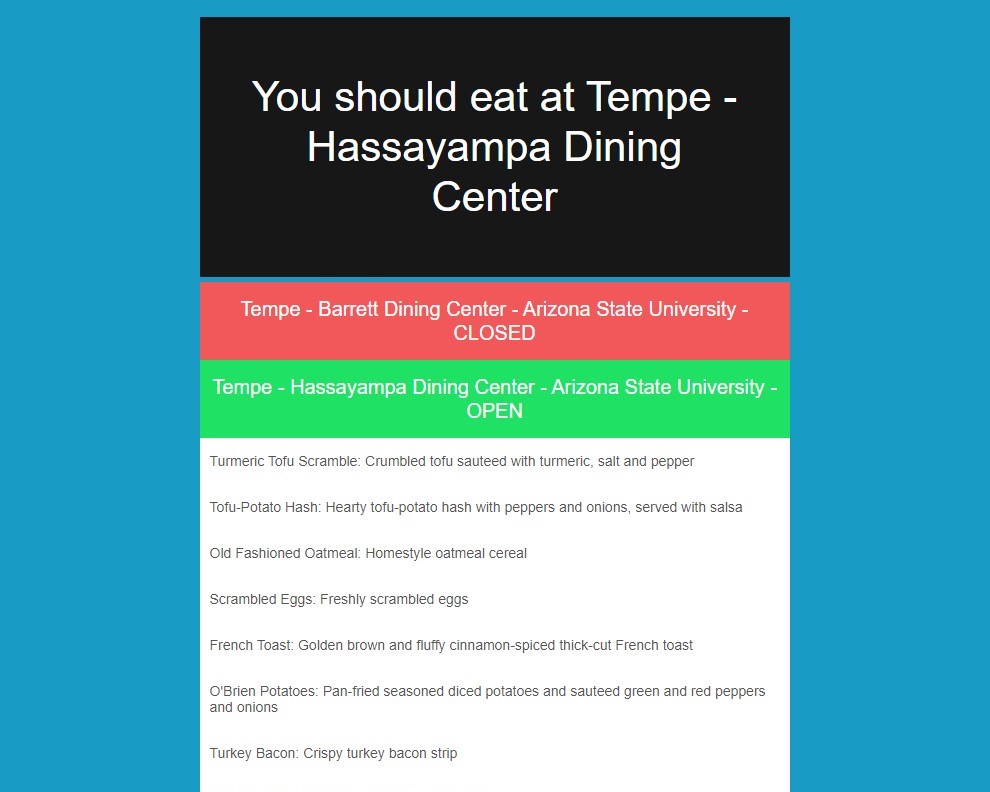 You should eat at Tempe -
Hassayampa Dining
Center
Tempe - Barrett Dining Center - Arizona State University -
CLOSED
Tempe - Hassayampa Dining Center - Arizona State University -
OPEN
Turmeric Tofu Scramble: Crumbled tofu sauteed with turmeric, salt and pepper
Tofu-Potato Hash: Hearty tofu-potato hash with peppers and onions, served with salsa
Old Fashioned Oatmeal: Homestyle oatmeal cereal
Scrambled Eggs: Freshly scrambled eggs
French Toast: Golden brown and fluffy cinnamon-spiced thick-cut French toast
O'Brien Potatoes: Pan-fried seasoned diced potatoes and sauteed green and red peppers
and onions
Turkey Bacon: Crispy turkey bacon strip